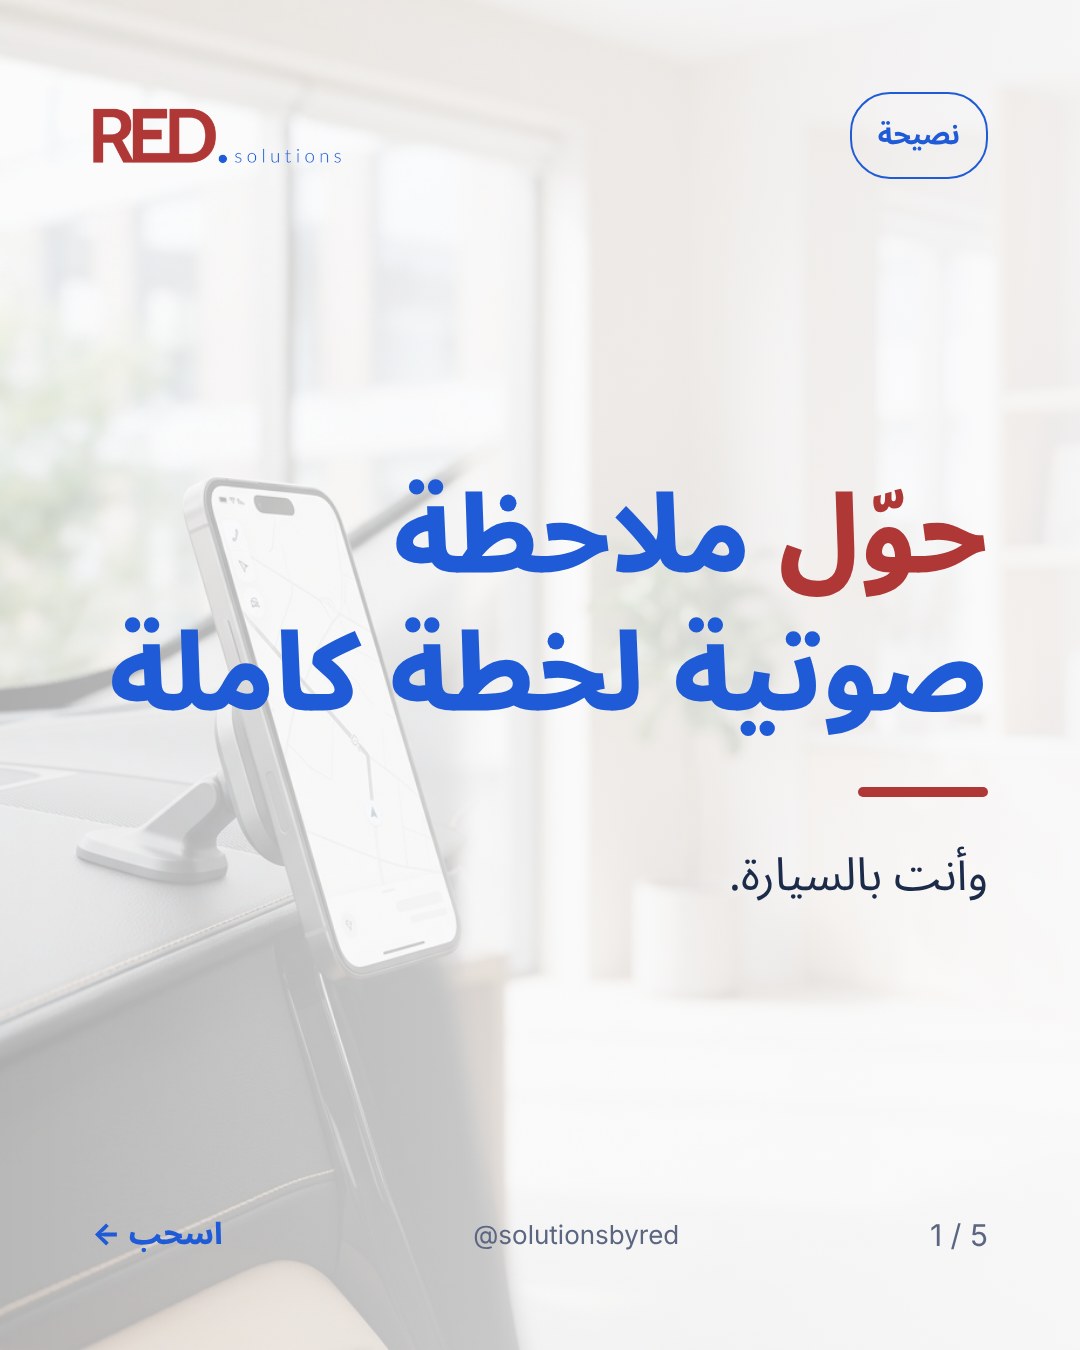 RED.solutions
نصيحة
حوّل ملاحظة
صوتية لخطة كاملة
وأنت بالسيارة.
اسحب ←
@solutionsbyred
1 / 5